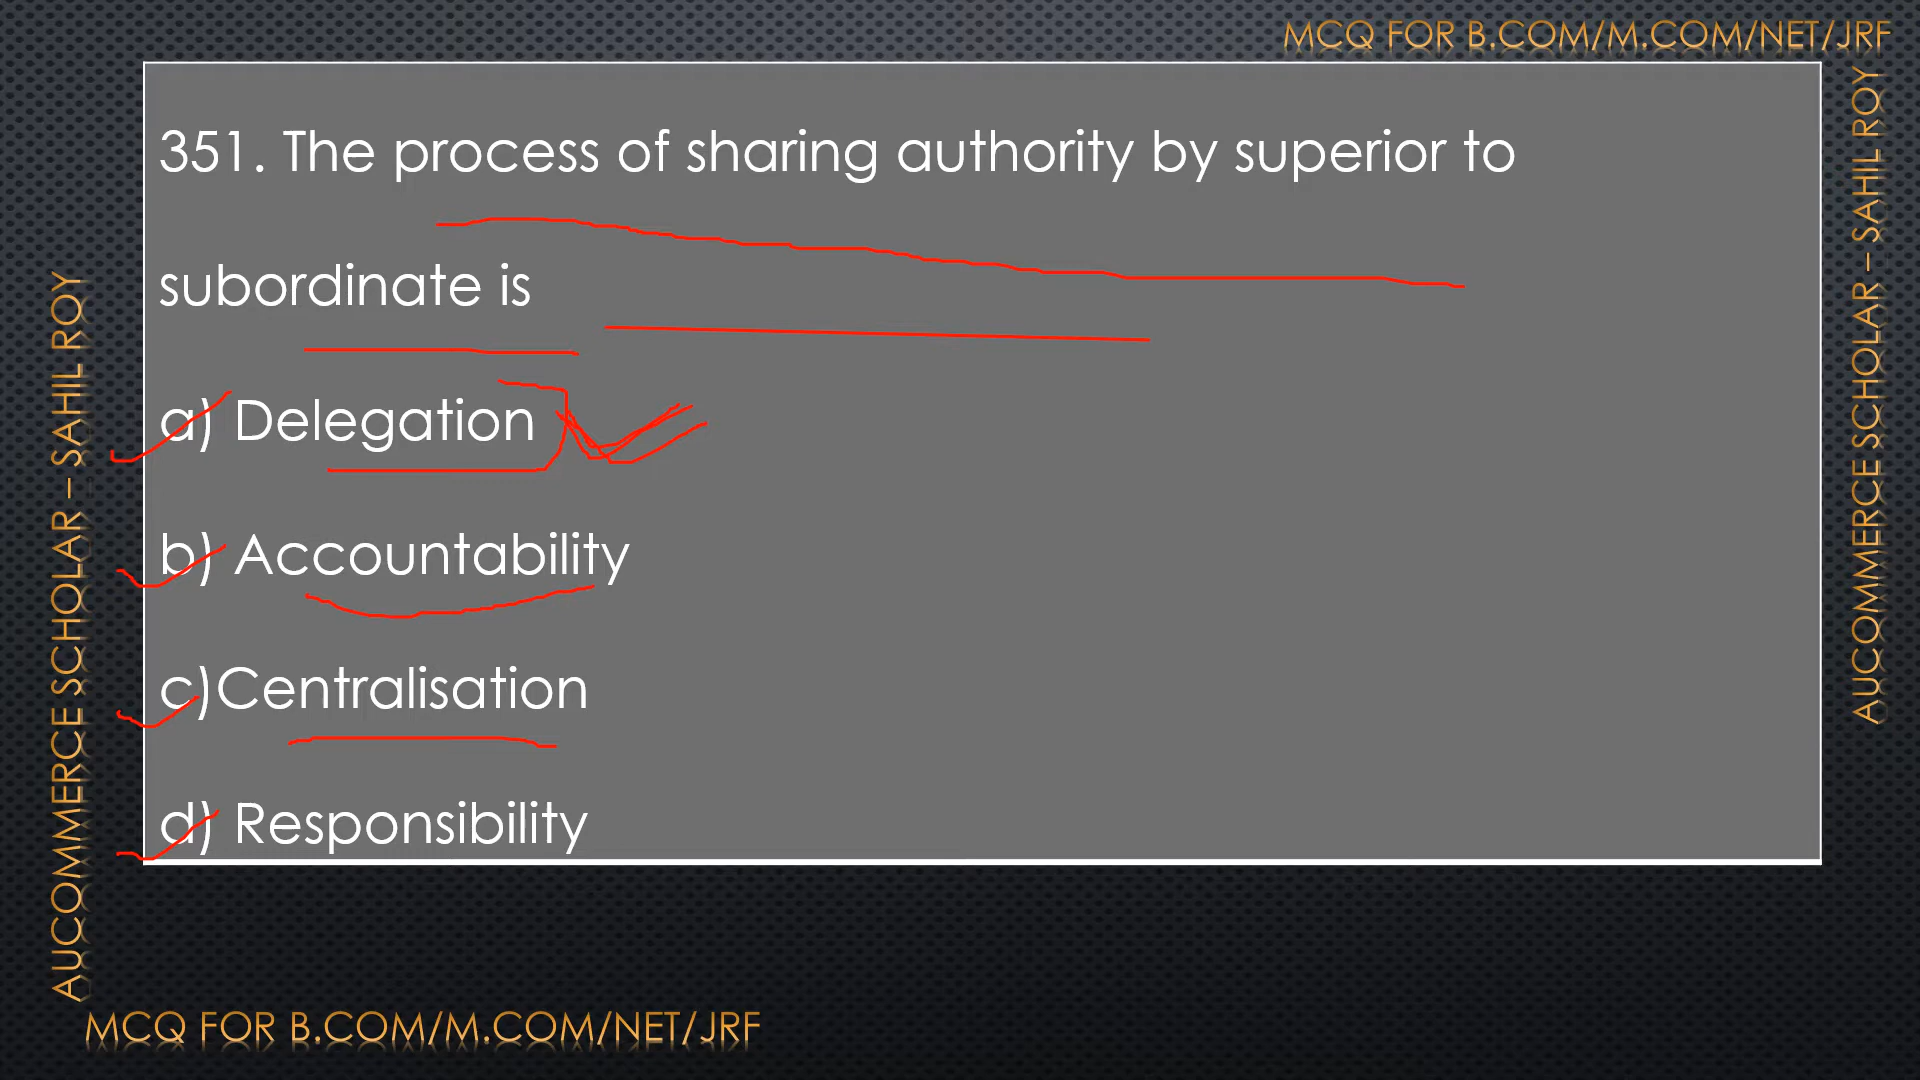 MCQ FOR B.COM/M.COM/NET/JRF
351. The process of sharing authority by superior to
subordinate is
a) Delegation
b) Accountability
c)Centralisation
d) Responsibility
AUCOMMERCE SCHOLAR – SAHIL ROY
AUCOMMERCE SCHOLAR – SAHIL ROY
MCQ FOR B.COM/M.COM/NET/JRF